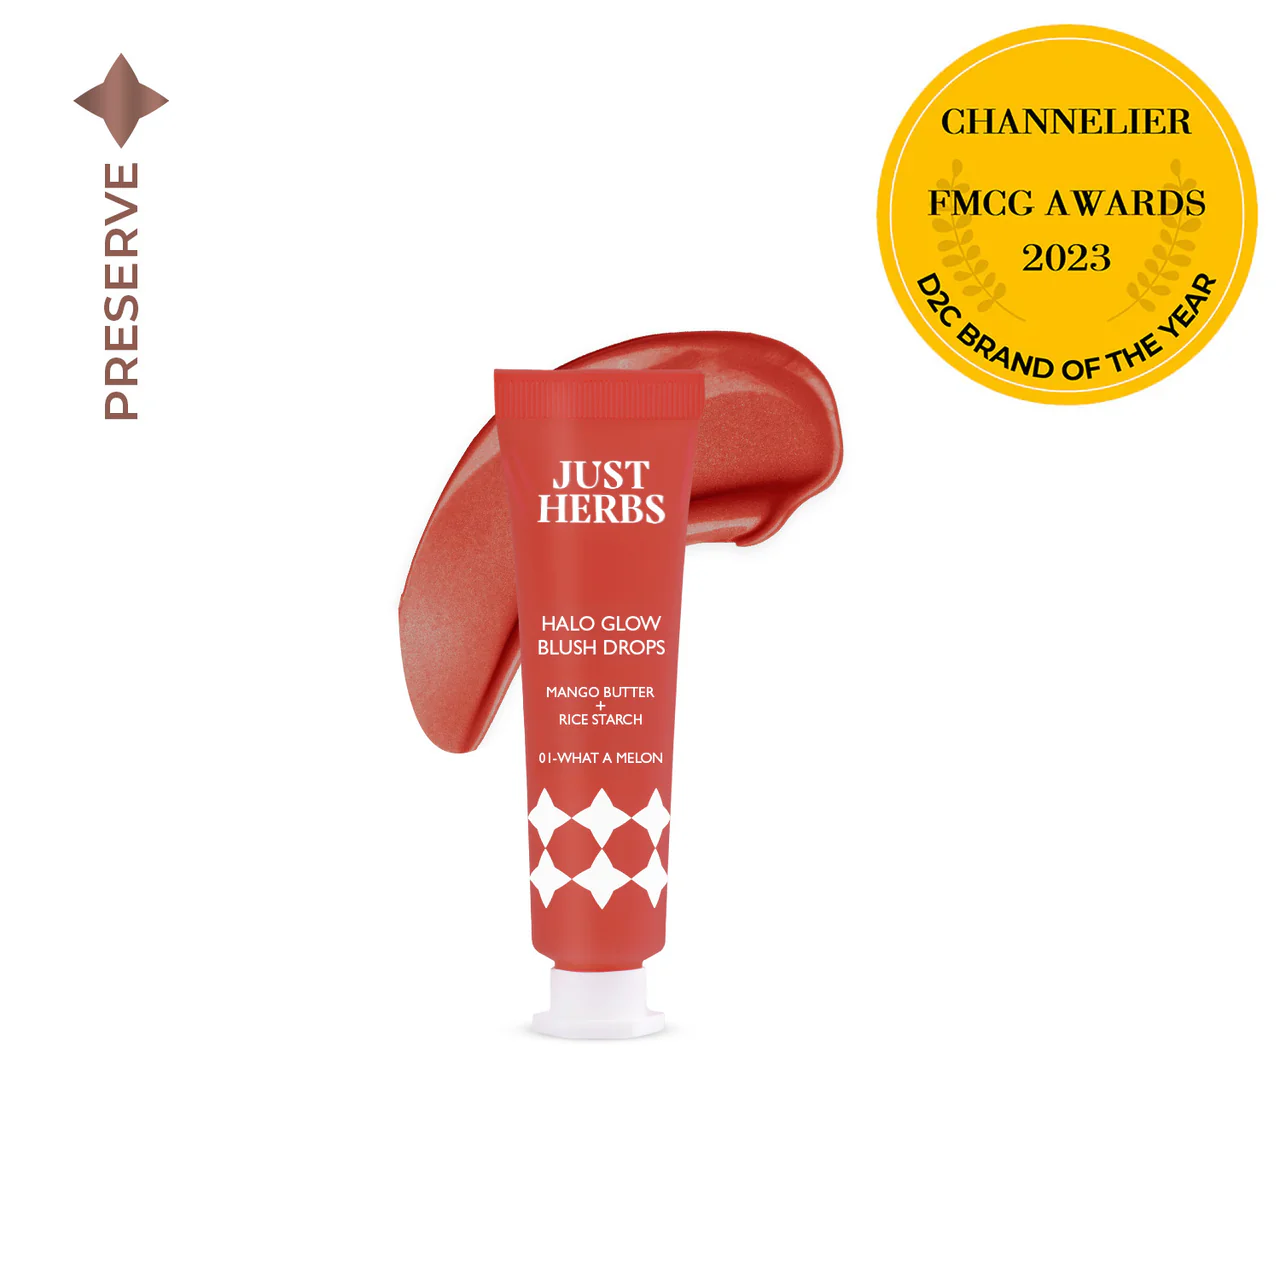 PRESERVE
CHANNELIER
FMCG AWARDS
2023
D2C BRAND OF THE YEAR
JUST
HERBS
HALO GLOW
BLUSH DROPS
MANGO BUTTER
+
RICE STARCH
01-WHAT A MELON